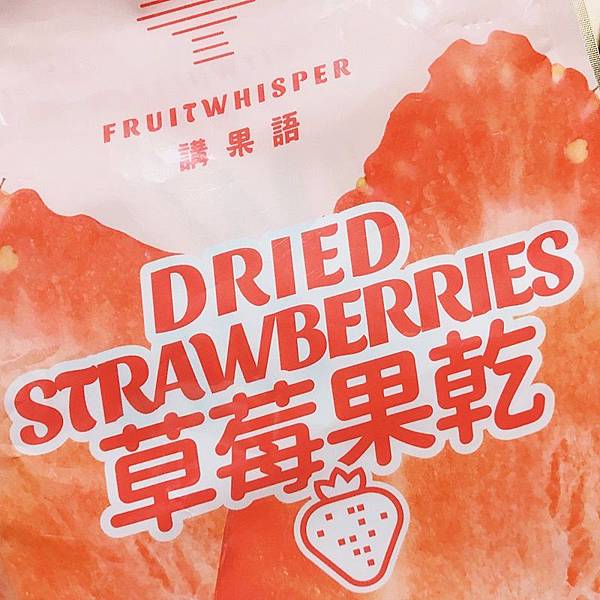 FRUITWHISPER
講果語
DRIED
STRAWBERRIES
草莓果乾